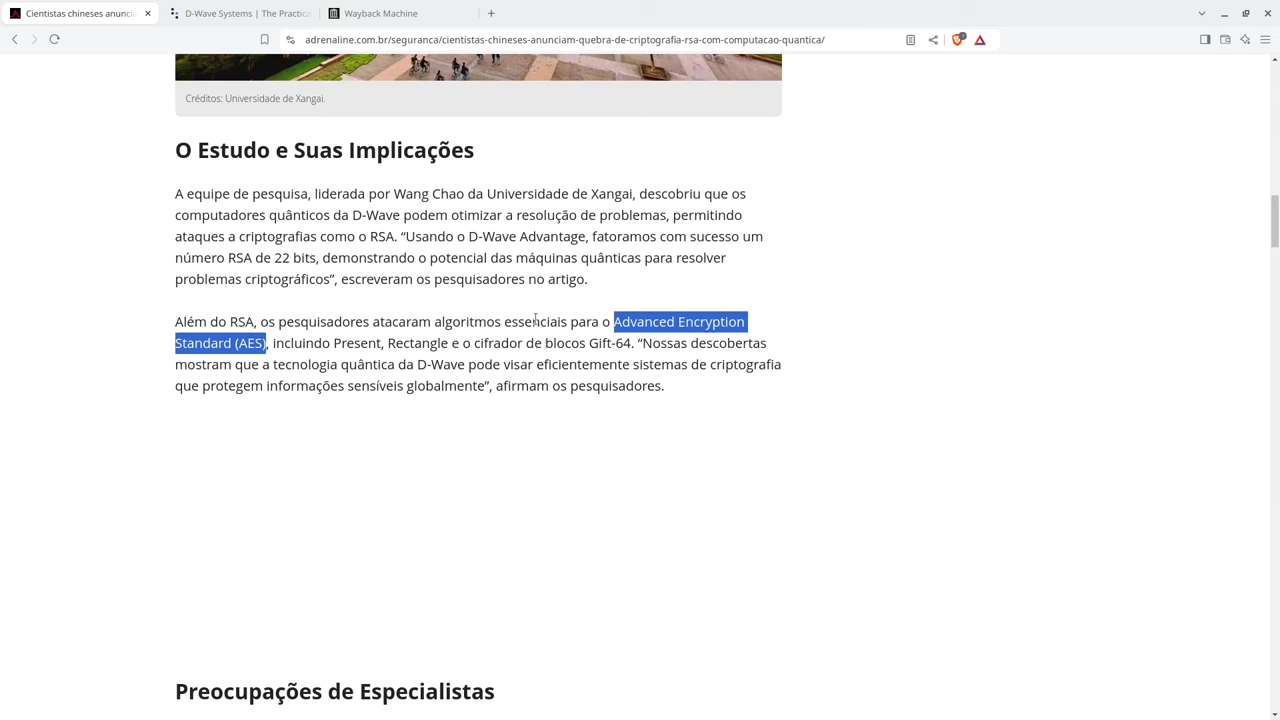 Cientistas chineses anuncia
D-Wave Systems | The Practica
Wayback Machine
adrenaline.com.br/seguranca/cientistas-chineses-anunciam-quebra-de-criptografia-rsa-com-computacao-quantica/
Créditos: Universidade de Xangai.
O Estudo e Suas Implicações
A equipe de pesquisa, liderada por Wang Chao da Universidade de Xangai, descobriu que os
computadores quânticos da D-Wave podem otimizar a resolução de problemas, permitindo
ataques a criptografias como o RSA. “Usando o D-Wave Advantage, fatoramos com sucesso um
número RSA de 22 bits, demonstrando o potencial das máquinas quânticas para resolver
problemas criptográficos”, escreveram os pesquisadores no artigo.
Além do RSA, os pesquisadores atacaram algoritmos essenciais para o Advanced Encryption
Standard (AES), incluindo Present, Rectangle e o cifrador de blocos Gift-64. “Nossas descobertas
mostram que a tecnologia quântica da D-Wave pode visar eficientemente sistemas de criptografia
que protegem informações sensíveis globalmente”, afirmam os pesquisadores.
Preocupações de Especialistas